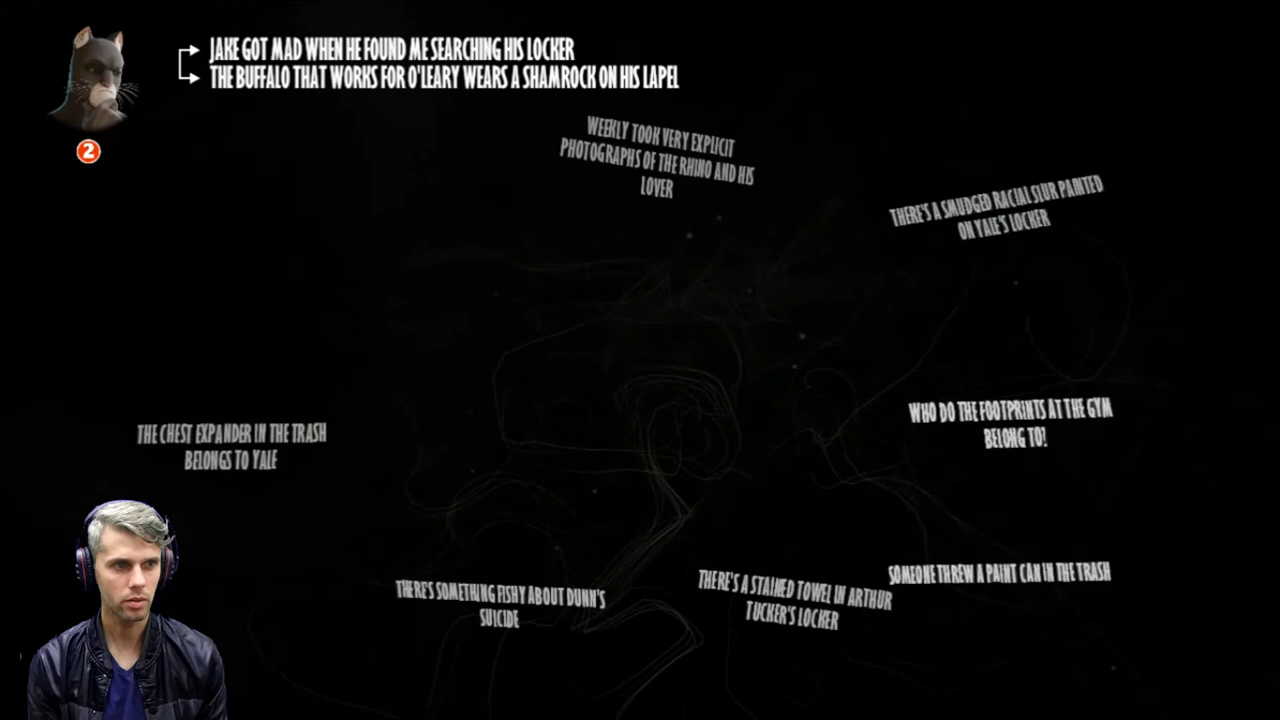 JAKE GOT MAD WHEN HE FOUND ME SEARCHING HIS LOCKER
THE BUFFALO THAT WORKS FOR O'LEARY WEARS A SHAMROCK ON HIS LAPEL
2
WEEKLY TOOK VERY EXPLICIT
PHOTOGRAPHS OF THE RHINO AND HIS
LOVER
THERE'S A SMUDGED RACIAL SLUR PAINTED
ON YALE'S LOCKER
WHO DO THE FOOTPRINTS AT THE GYM
BELONG TO?
THE CHEST EXPANDER IN THE TRASH
BELONGS TO YALE
THERE'S SOMETHING FISHY ABOUT DUNN'S
SUICIDE
THERE'S A STAINED TOWEL IN ARTHUR
TUCKER'S LOCKER
SOMEONE THREW A PAINT CAN IN THE TRASH